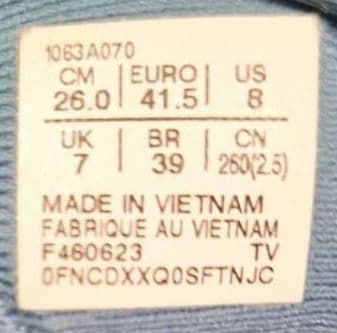 1063A070
CM EURO US
26.0 41.5 8
UK BR CN
7 39 260(2.5)
MADE IN VIETNAM
FABRIQUE AU VIETNAM
F460623 TV
0FNCDXXQ0SFTNJC